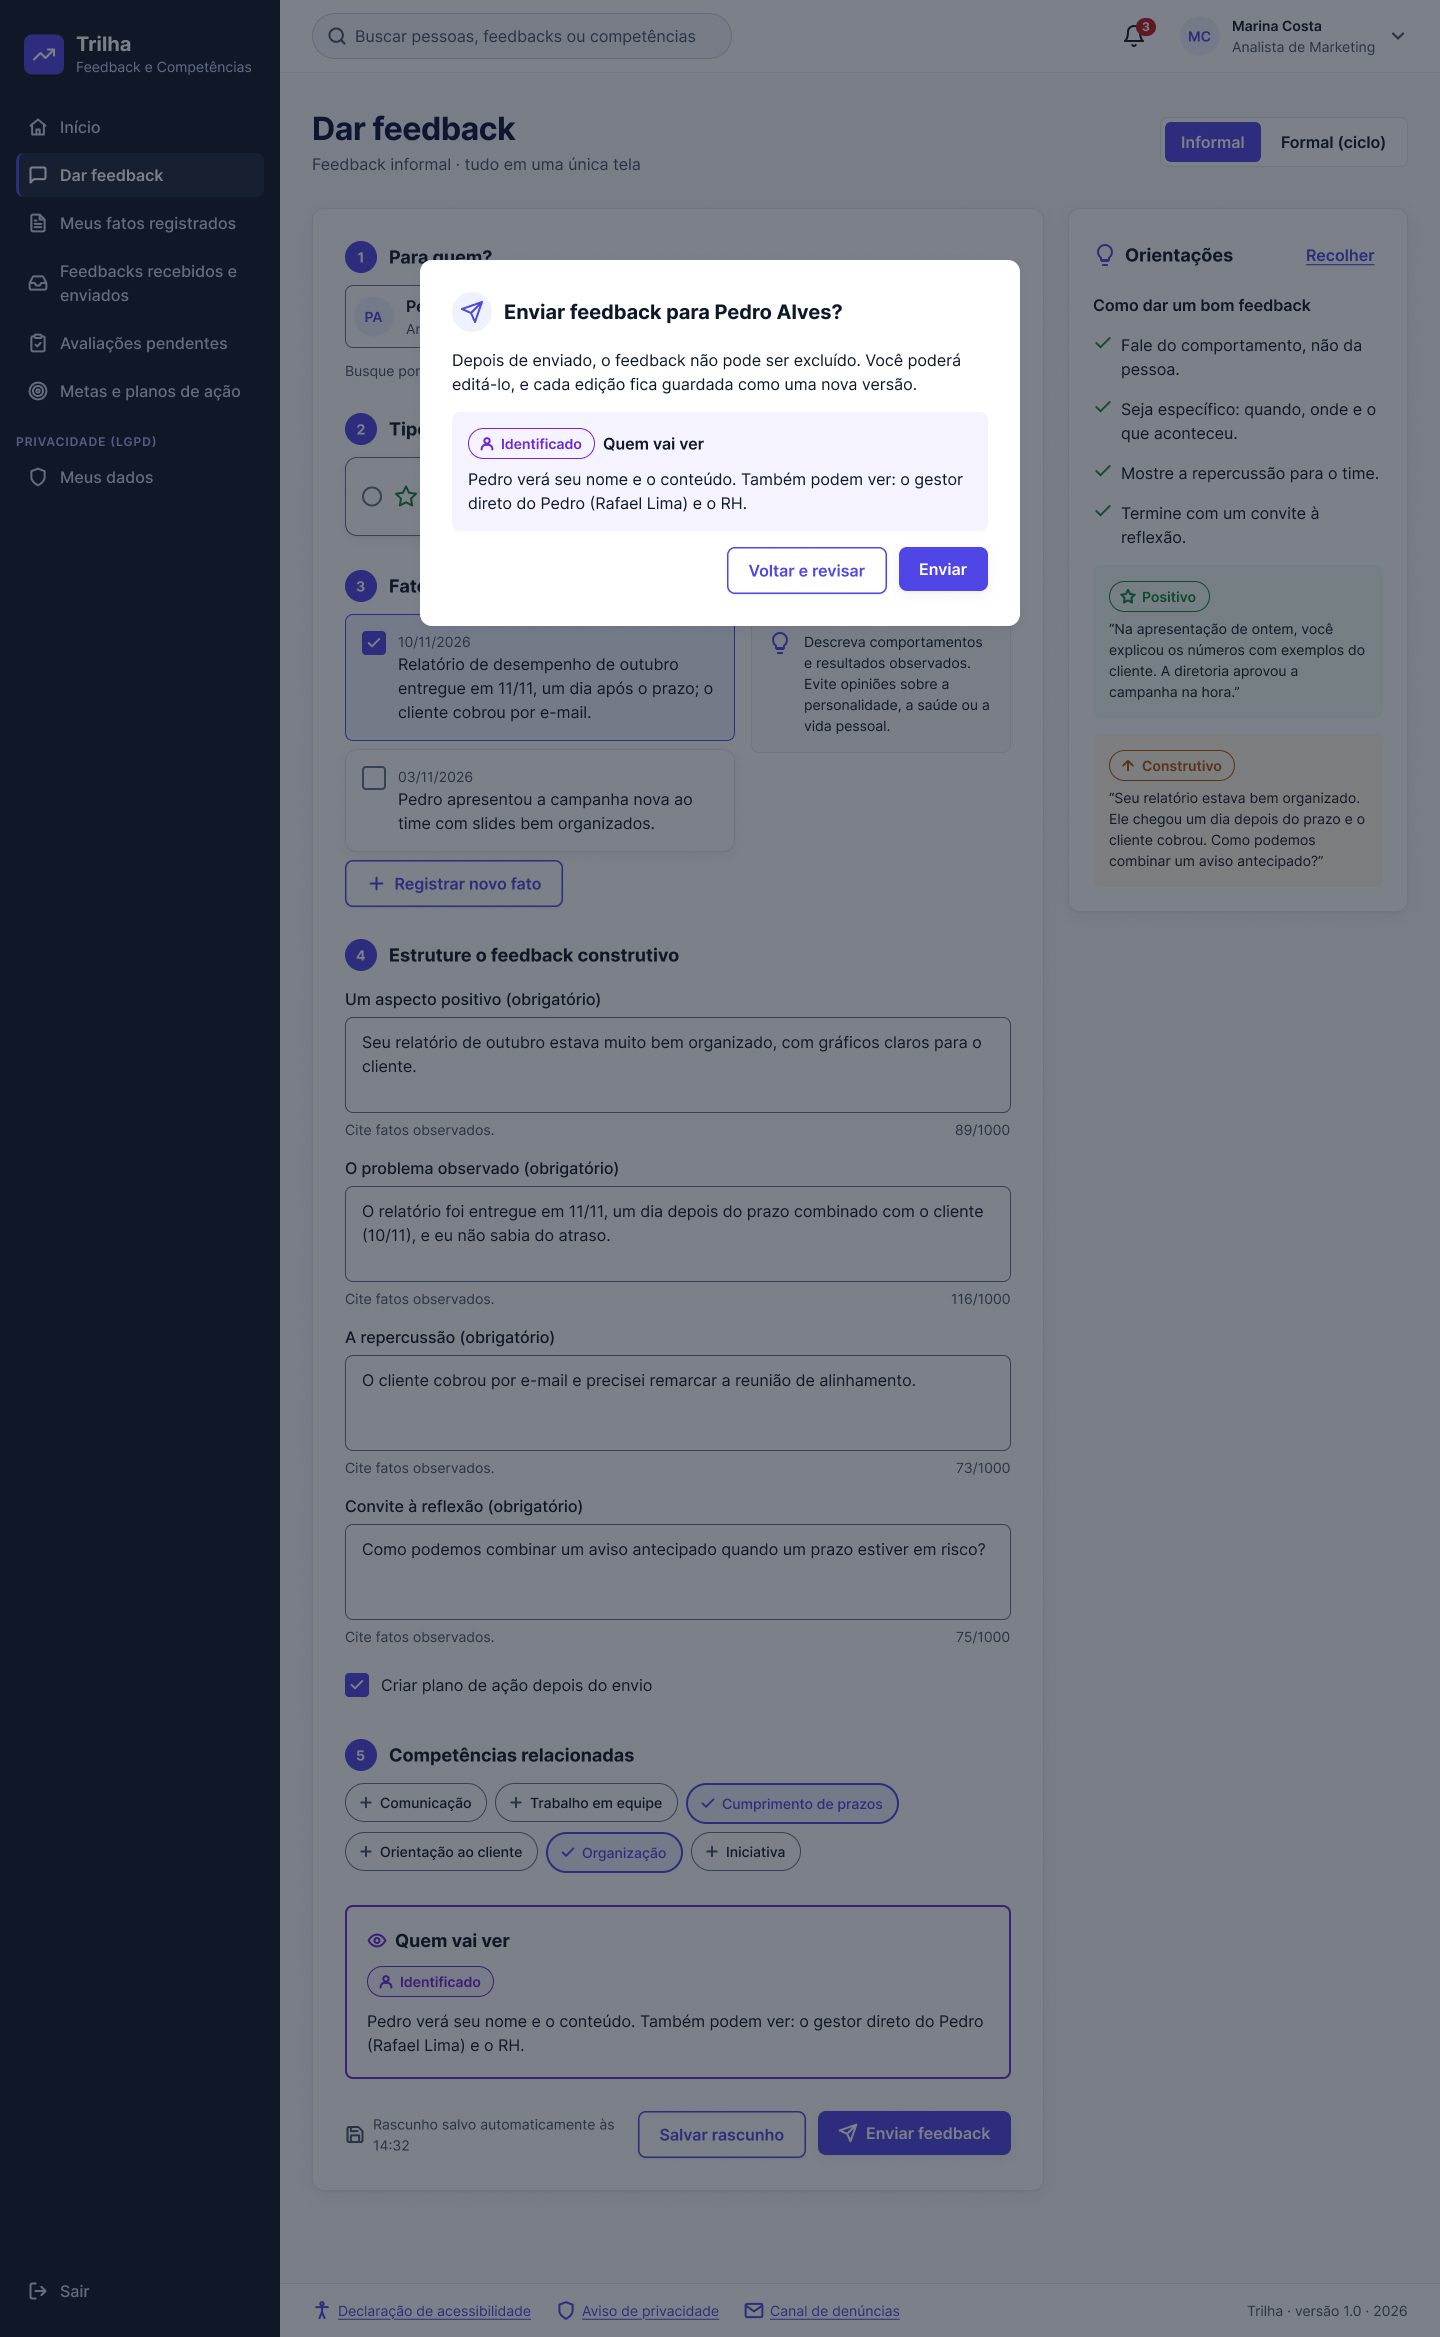 Trilha
Feedback e Competências
Início
Dar feedback
Meus fatos registrados
Feedbacks recebidos e
enviados
Avaliações pendentes
Metas e planos de ação
PRIVACIDADE (LGPD)
Meus dados
Sair
Buscar pessoas, feedbacks ou competências
3
MC
Marina Costa
Analista de Marketing
Dar feedback
Feedback informal · tudo em uma única tela
Informal
Formal (ciclo)
1
Para quem?
PA
Busque por
2
3
Enviar feedback para Pedro Alves?
Depois de enviado, o feedback não pode ser excluído. Você poderá
editá-lo, e cada edição fica guardada como uma nova versão.
Identificado
Quem vai ver
Pedro verá seu nome e o conteúdo. Também podem ver: o gestor
direto do Pedro (Rafael Lima) e o RH.
Voltar e revisar
Enviar
10/11/2026
Relatório de desempenho de outubro
entregue em 11/11, um dia após o prazo; o
cliente cobrou por e-mail.
03/11/2026
Pedro apresentou a campanha nova ao
time com slides bem organizados.
Registrar novo fato
Descreva comportamentos
e resultados observados.
Evite opiniões sobre a
personalidade, a saúde ou a
vida pessoal.
4
Estruture o feedback construtivo
Um aspecto positivo (obrigatório)
Seu relatório de outubro estava muito bem organizado, com gráficos claros para o
cliente.
Cite fatos observados.
89/1000
O problema observado (obrigatório)
O relatório foi entregue em 11/11, um dia depois do prazo combinado com o cliente
(10/11), e eu não sabia do atraso.
Cite fatos observados.
116/1000
A repercussão (obrigatório)
O cliente cobrou por e-mail e precisei remarcar a reunião de alinhamento.
Cite fatos observados.
73/1000
Convite à reflexão (obrigatório)
Como podemos combinar um aviso antecipado quando um prazo estiver em risco?
Cite fatos observados.
75/1000
Criar plano de ação depois do envio
5
Competências relacionadas
Comunicação
Trabalho em equipe
Cumprimento de prazos
Orientação ao cliente
Organização
Iniciativa
Quem vai ver
Identificado
Pedro verá seu nome e o conteúdo. Também podem ver: o gestor direto do Pedro
(Rafael Lima) e o RH.
Rascunho salvo automaticamente às
14:32
Salvar rascunho
Enviar feedback
Orientações
Recolher
Como dar um bom feedback
Fale do comportamento, não da
pessoa.
Seja específico: quando, onde e o
que aconteceu.
Mostre a repercussão para o time.
Termine com um convite à
reflexão.
Positivo
“Na apresentação de ontem, você
explicou os números com exemplos do
cliente. A diretoria aprovou a
campanha na hora.”
Construtivo
“Seu relatório estava bem organizado.
Ele chegou um dia depois do prazo e o
cliente cobrou. Como podemos
combinar um aviso antecipado?”
Declaração de acessibilidade
Aviso de privacidade
Canal de denúncias
Trilha · versão 1.0 · 2026